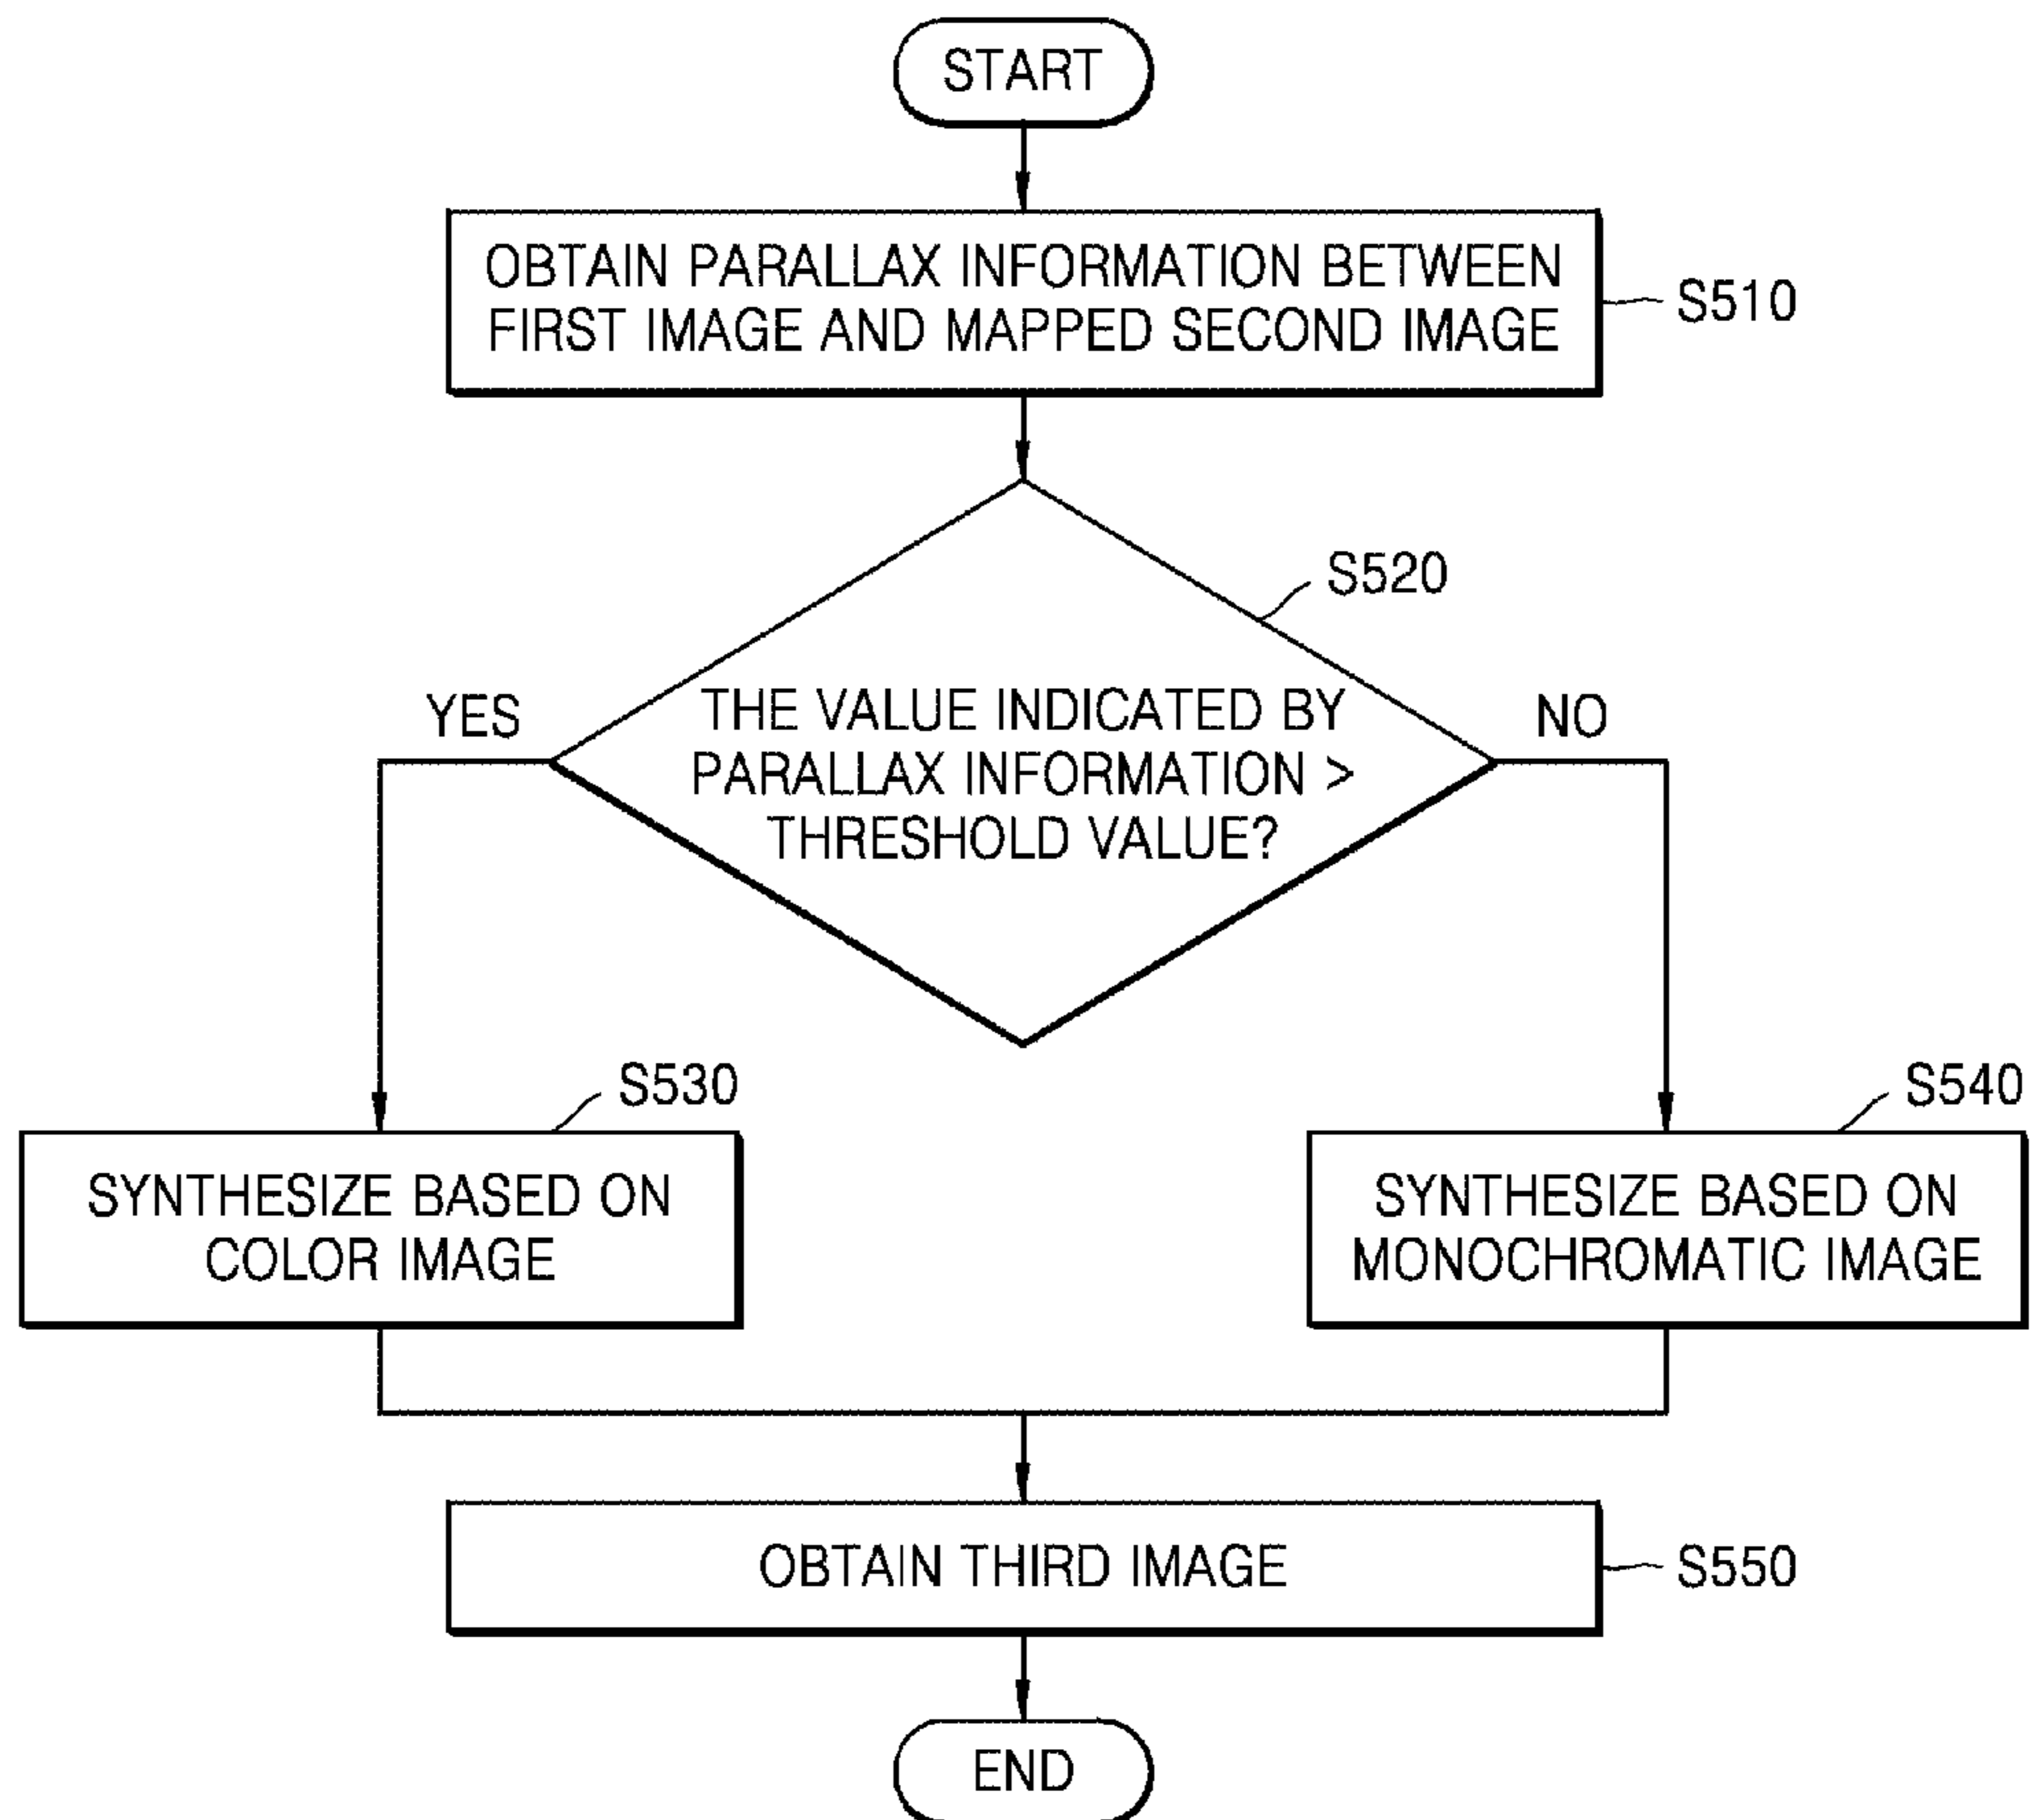 START
OBTAIN PARALLAX INFORMATION BETWEEN
FIRST IMAGE AND MAPPED SECOND IMAGE
S510
S520
YES
THE VALUE INDICATED BY
PARALLAX INFORMATION >
THRESHOLD VALUE?
NO
S530
SYNTHESIZE BASED ON
COLOR IMAGE
S540
SYNTHESIZE BASED ON
MONOCHROMATIC IMAGE
OBTAIN THIRD IMAGE
S550
END